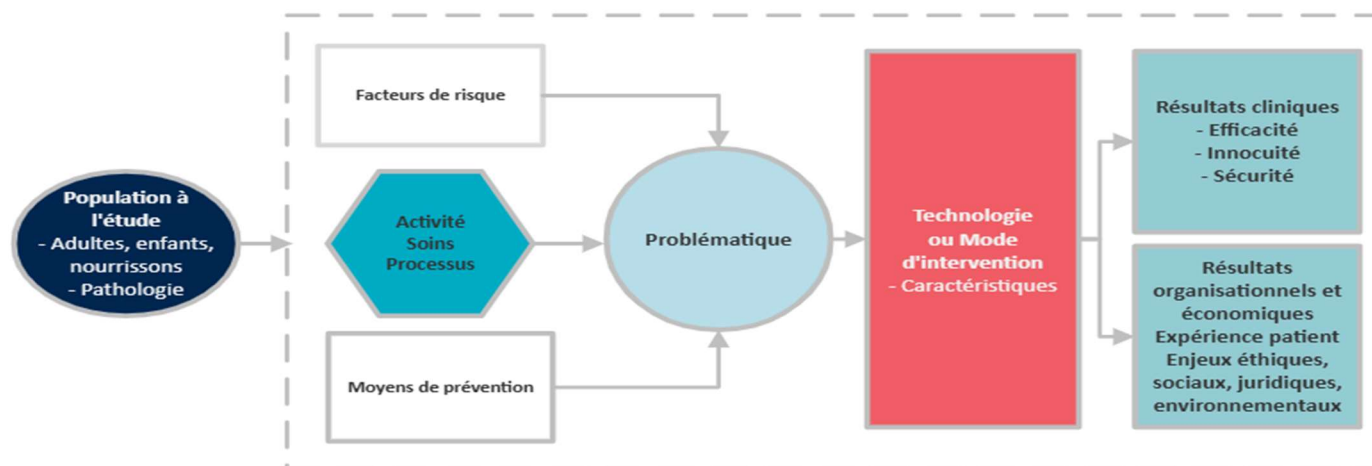 Population à
l'étude
- Adultes, enfants,
nourrissons
- Pathologie
Facteurs de risque
Activité
Soins
Processus
Moyens de prévention
Problématique
Technologie
ou Mode
d'intervention
- Caractéristiques
Résultats cliniques
- Efficacité
- Innocuité
- Sécurité
Résultats
organisationnels et
économiques
Expérience patient
Enjeux éthiques,
sociaux, juridiques,
environnementaux